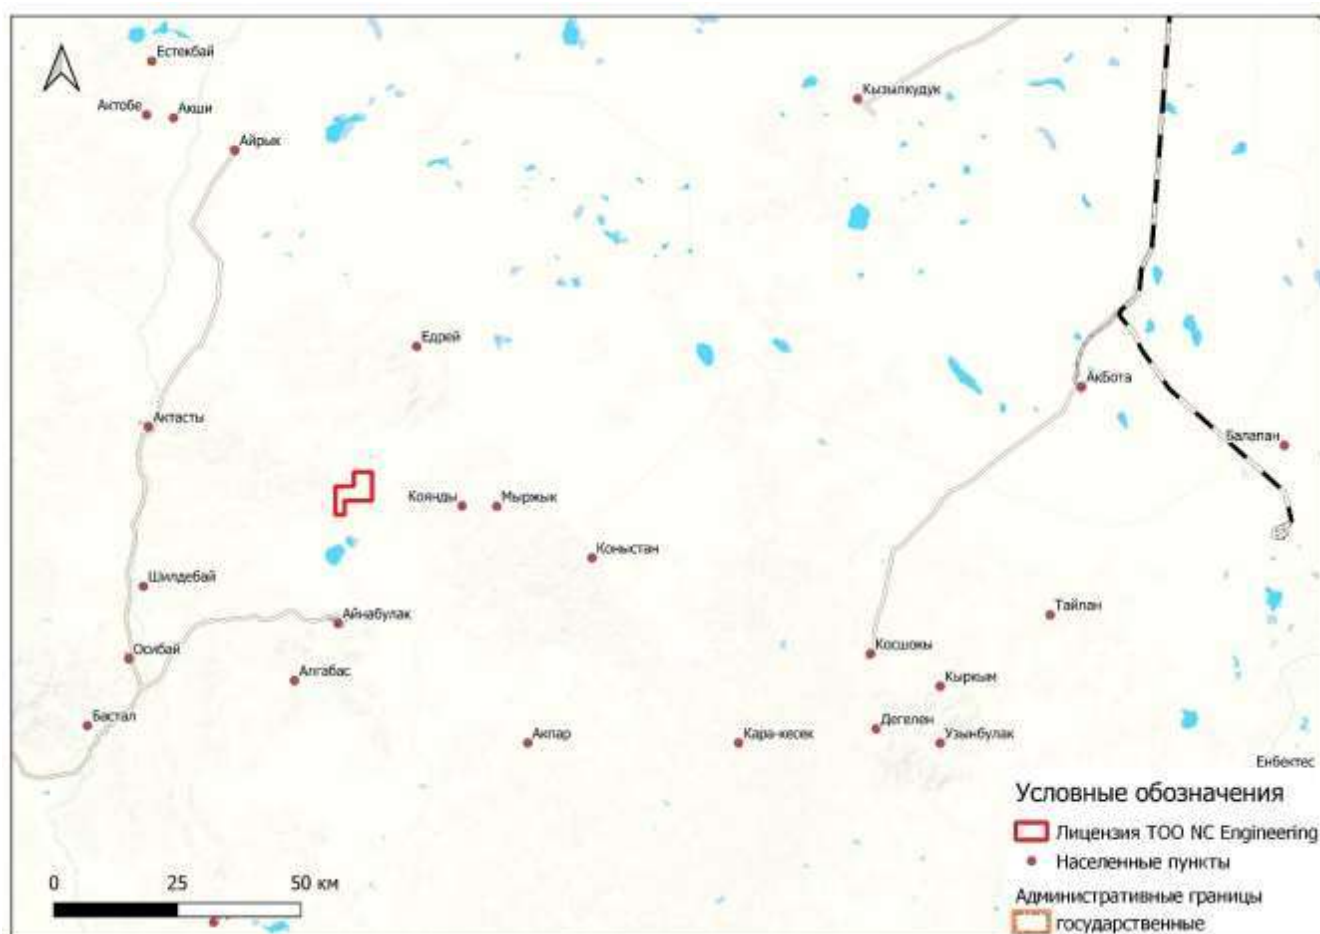 Естекбай
Актобе
Акши
Айрык
Кызылкудук
Едрей
АкБота
Актасты
Балапан
Коянды
Мыржык
Коныстан
Шилдебай
Тайлан
Айнабулак
Осибай
Косшокы
Алгабас
Кыркым
Бастал
Дегелен
Акпар
Кара-кесек
Узынбулак
Енбектес
Условные обозначения
Лицензия ТОО NC Engineering
Населенные пункты
Административные границы
государственные
0 25 50 км